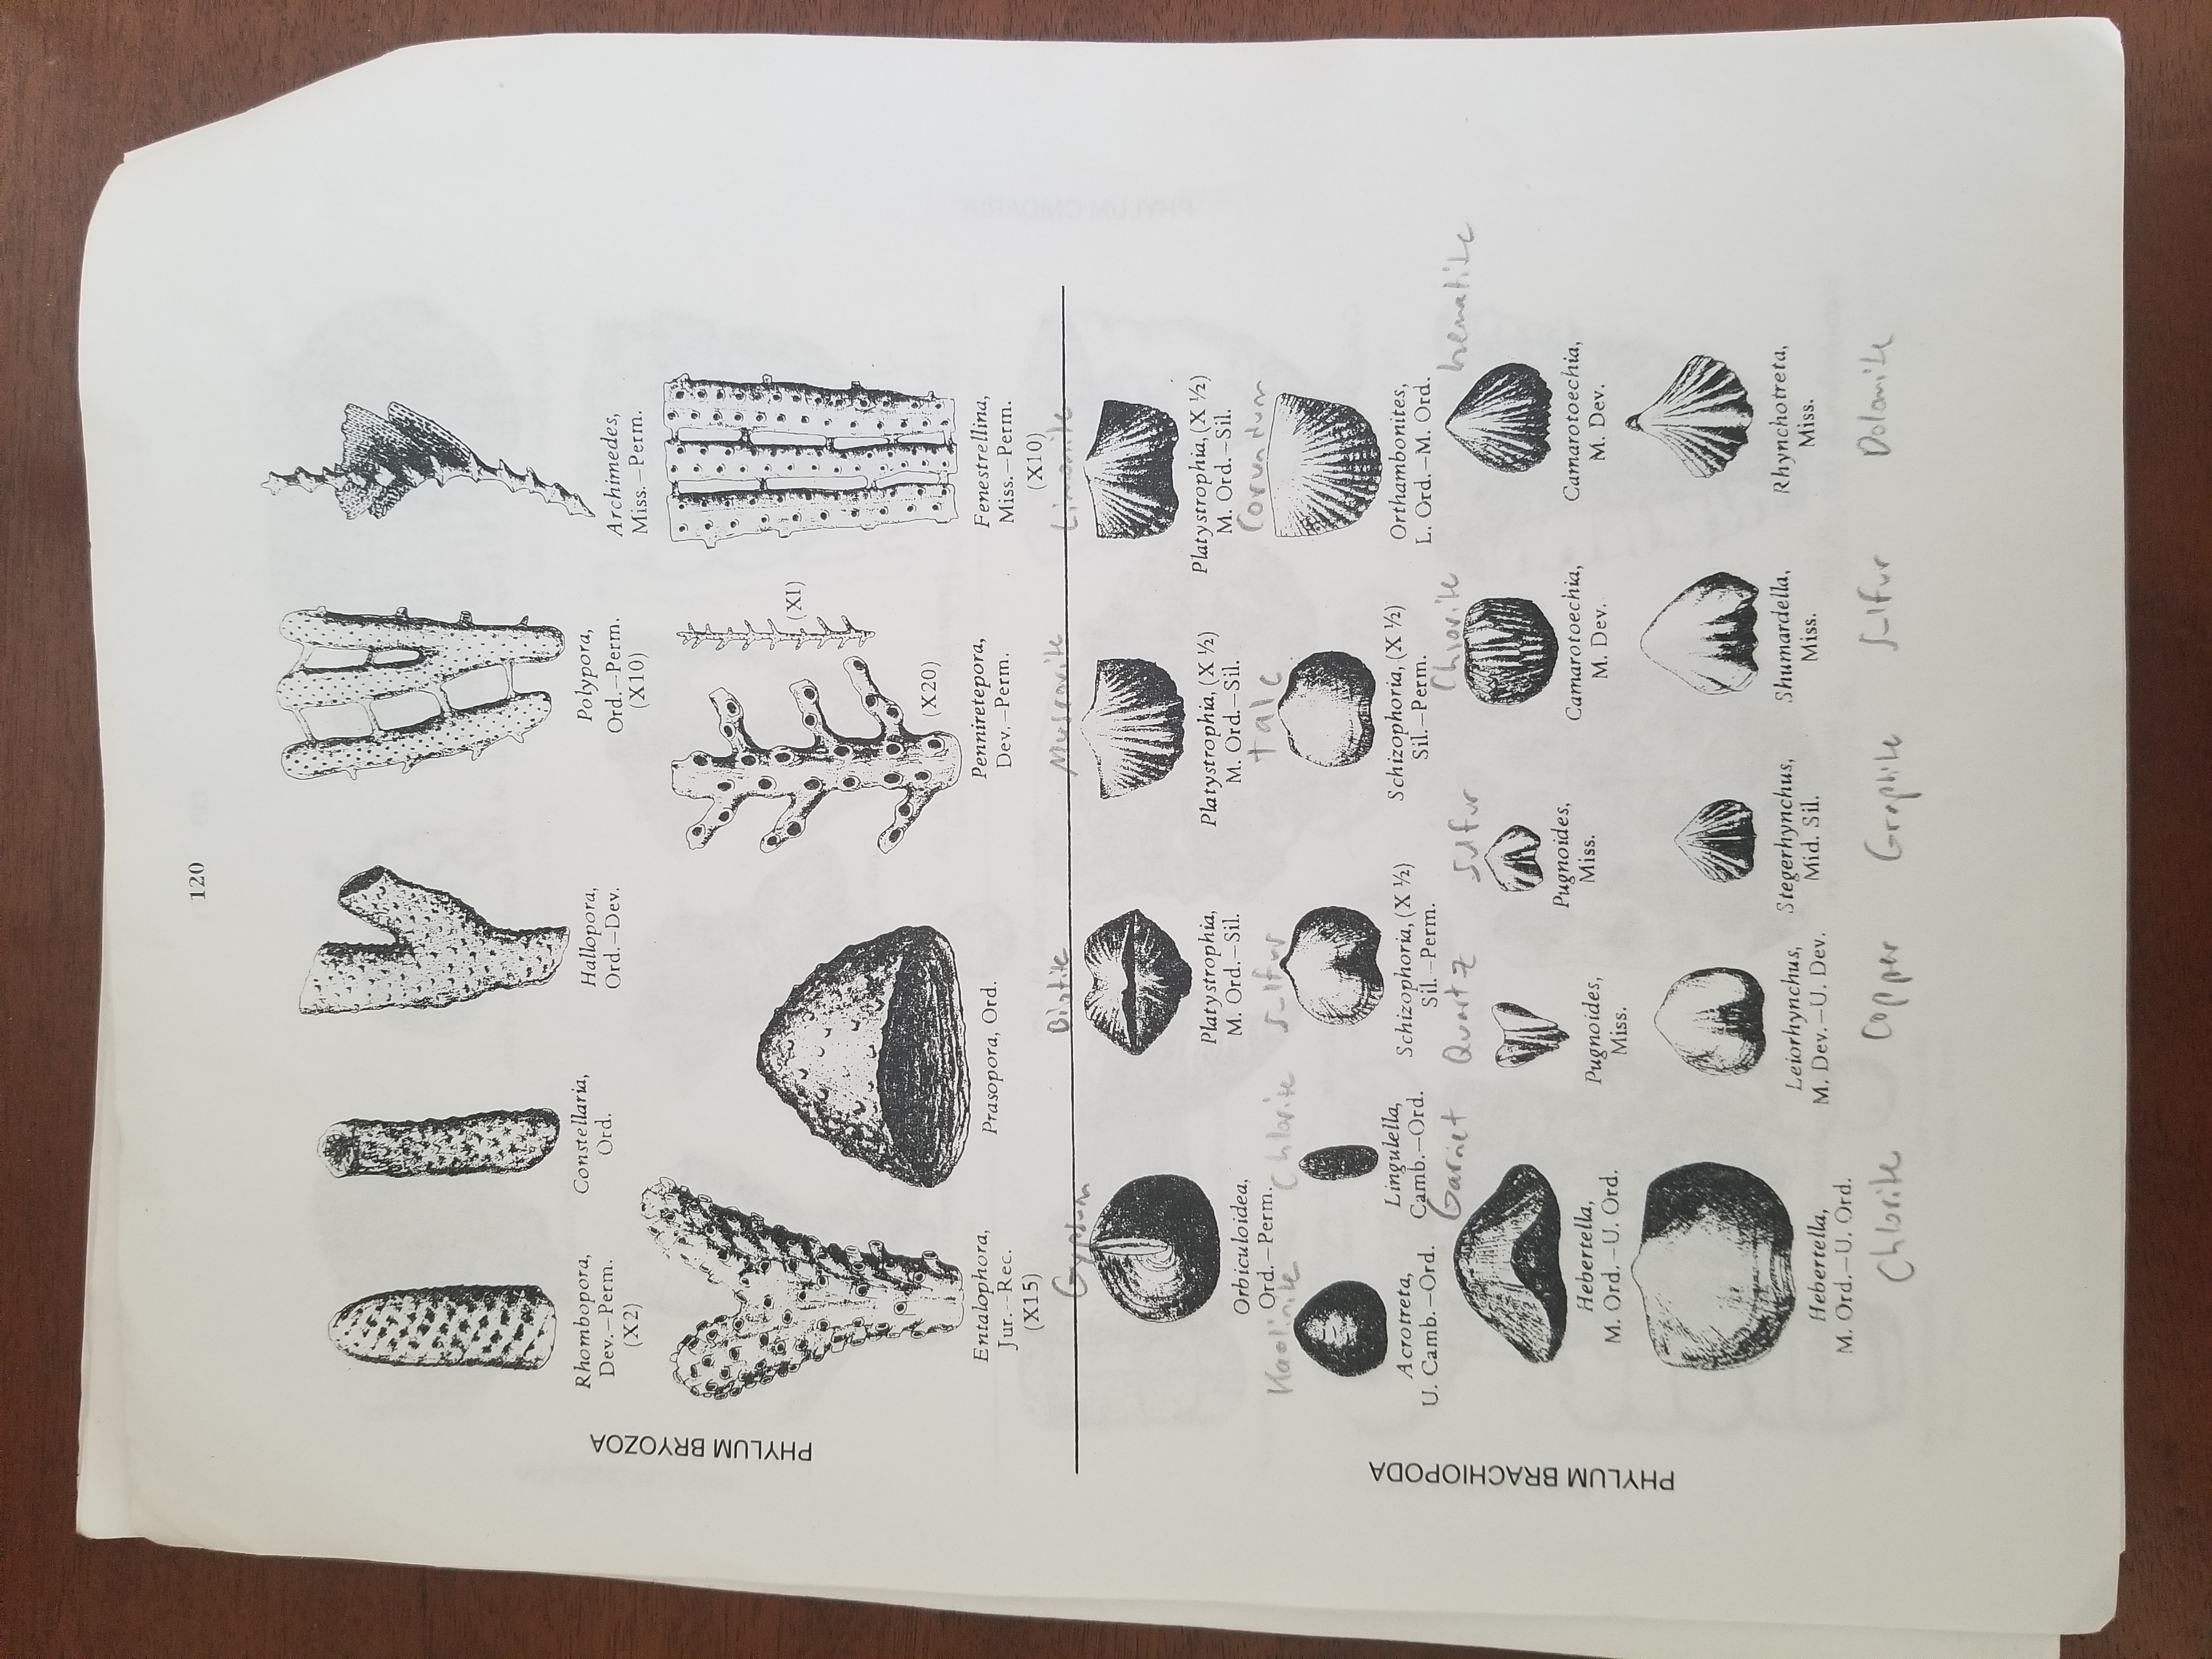 120
PHYLUM BRYOZOA
Rhombopora,
Dev.–Perm.
(X2)
Constellaria,
Ord.
Hallopora,
Ord.–Dev.
Polypora,
Ord.–Perm.
(X10)
Archimedes,
Miss.–Perm.
Entalophora,
Jur.--Rec.
(X15)
Prasopora, Ord.
(X20)
(XI)
Penniretepora,
Dev.–Perm.
Fenestrellina,
Miss.–Perm.
(X10)
PHYLUM BRACHIOPODA
Gypsum
Biotite
Muscovite
Limonite
Orbiculoidea,
Ord.–Perm.
Platystrophia,
M. Ord.–Sil.
Platystrophia, (X ½)
M. Ord.–Sil.
Platystrophia, (X ½)
M. Ord.–Sil.
Kaolinite
Chlorite
Sulfur
talc
Corundum
Acrotreta,
U. Camb.–Ord.
Lingulella,
Camb.–Ord.
Schizophoria, (X ½)
Sil.–Perm.
Schizophoria, (X ½)
Sil.–Perm.
Orthambonites,
L. Ord.–M. Ord.
Garnet
Quartz
Sulfur
Chlorite
hematite
Hebertella,
M. Ord.–U. Ord.
Pugnoides,
Miss.
Pugnoides,
Miss.
Camarotoechia,
M. Dev.
Camarotoechia,
M. Dev.
Hebertella,
M. Ord.–U. Ord.
Leiorhynchus,
M. Dev.–U. Dev.
Stegerhynchus,
Mid. Sil.
Shumardella,
Miss.
Rhynchotreta,
Miss.
Chlorite
Copper
Graphite
Sulfur
Dolomite